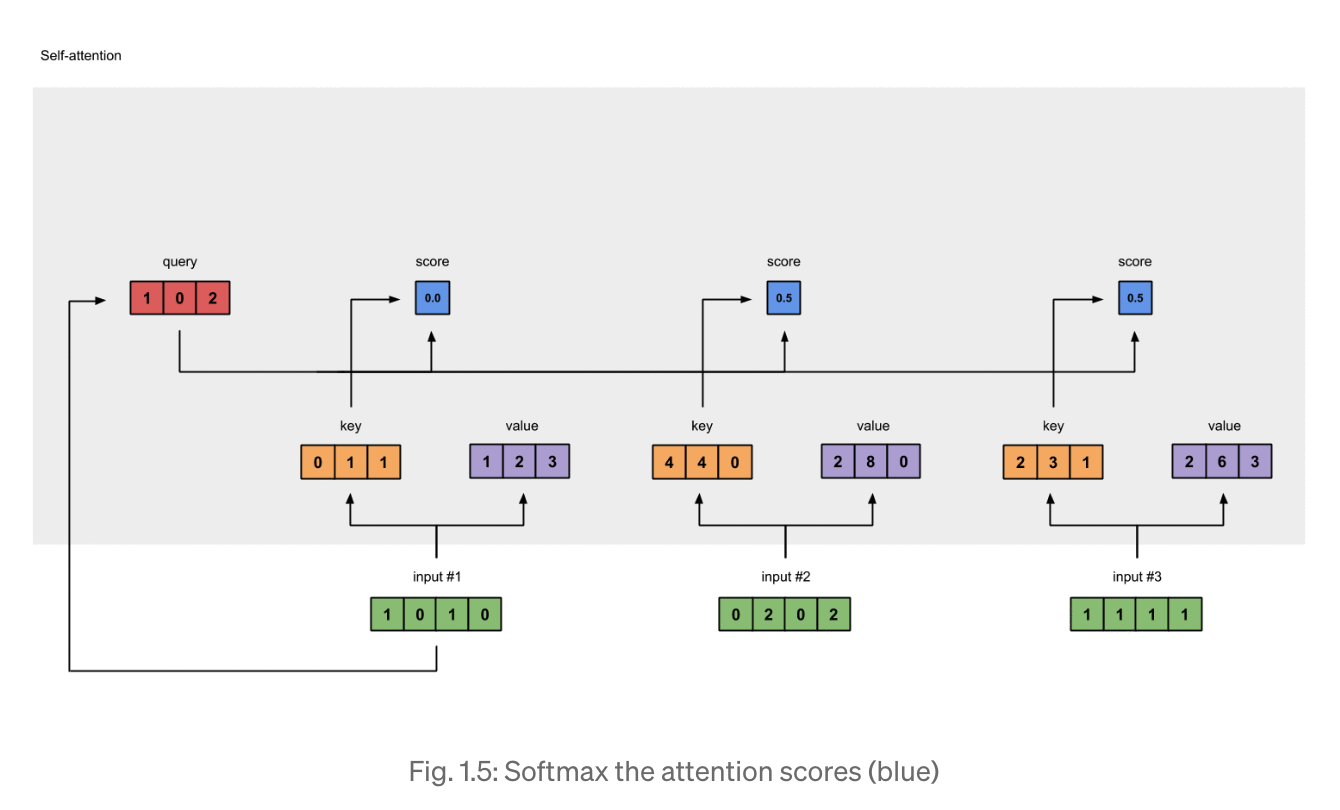 Self-attention
query
score
score
score
1 0 2
0.0
0.5
0.5
key
value
key
value
key
value
0 1 1
1 2 3
4 4 0
2 8 0
2 3 1
2 6 3
input #1
input #2
input #3
1 0 1 0
0 2 0 2
1 1 1 1
Fig. 1.5: Softmax the attention scores (blue)